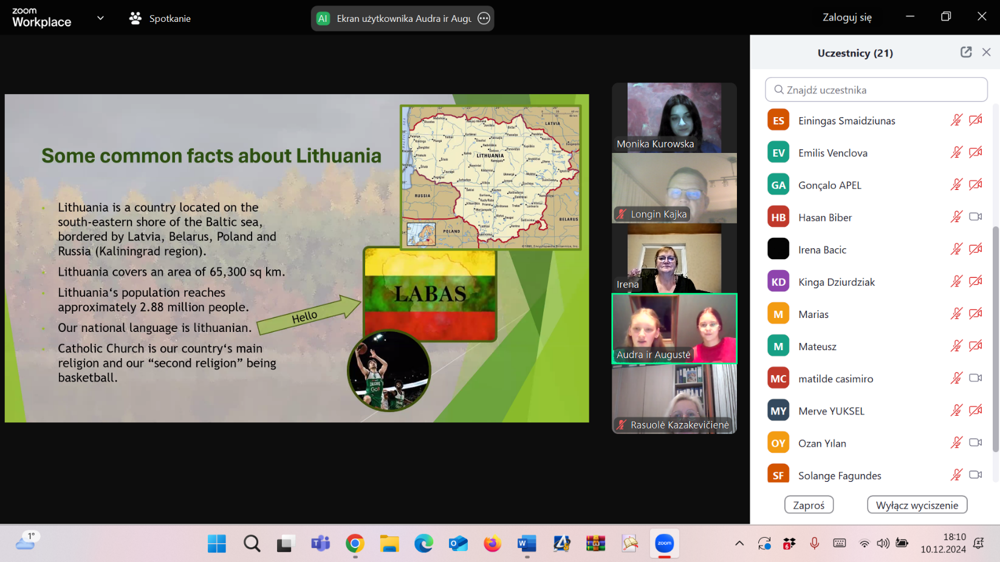 zoom
Workplace
Spotkanie
AI
Ekran użytkownika Audra ir Augu
Zaloguj się
Some common facts about Lithuania
Lithuania is a country located on the
south-eastern shore of the Baltic sea,
bordered by Latvia, Belarus, Poland and
Russia (Kaliningrad region).
Lithuania covers an area of 65,300 sq km.
Lithuania‘s population reaches
approximately 2.88 million people.
Our national language is lithuanian.
Catholic Church is our country‘s main
religion and our “second religion” being
basketball.
Hello
LATVIA
LITHUANIA
RUSSIA
POLAND
BELARUS
LABAS
Monika Kurowska
Longin Kajka
Irena
Audra ir Augustė
Rasuolė Kazakevičienė
Uczestnicy (21)
Znajdź uczestnika
ES Einingas Smaidziunas
EV Emilis Venclova
GA Gonçalo APEL
HB Hasan Biber
Irena Bacic
KD Kinga Dziurdziak
M Marias
M Mateusz
MC matilde casimiro
MY Merve YUKSEL
OY Ozan Yılan
SF Solange Fagundes
Zaproś
Wyłącz wyciszenie
1°
zoom
6
18:10
10.12.2024